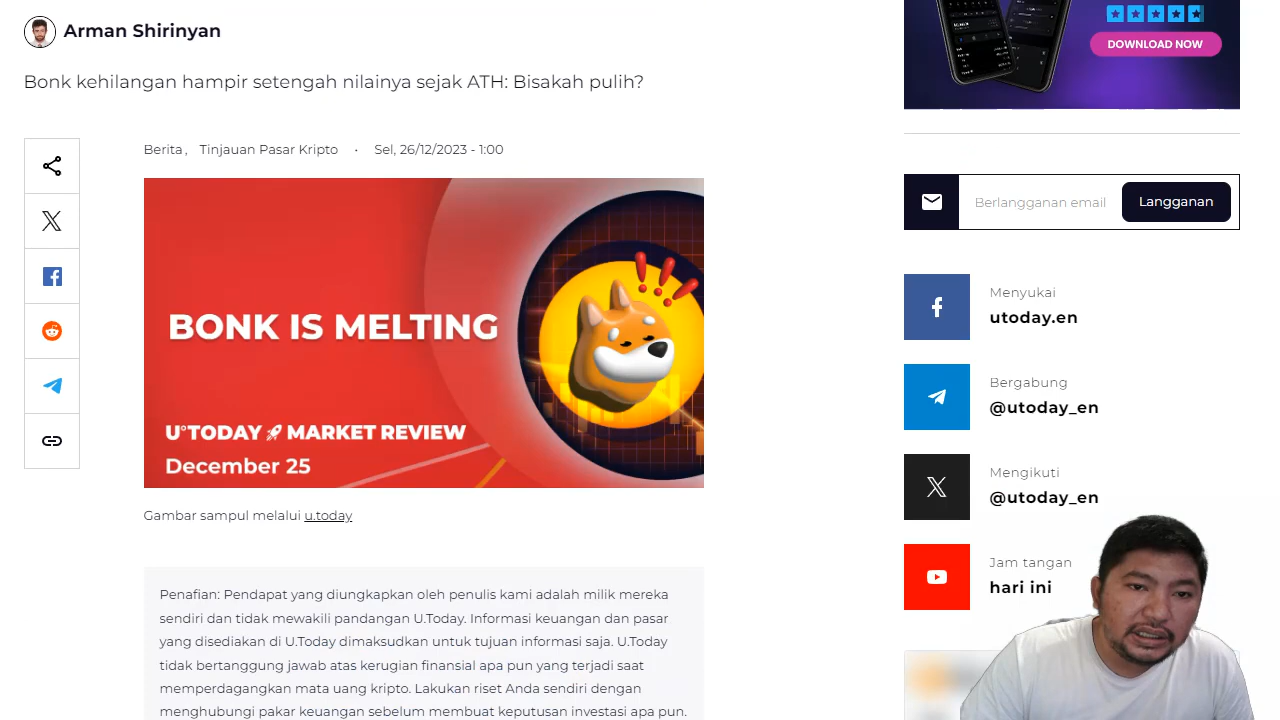 Arman Shirinyan
Bonk kehilangan hampir setengah nilainya sejak ATH: Bisakah pulih?
Berita, Tinjauan Pasar Kripto • Sel, 26/12/2023 - 1:00
BONK IS MELTING
U°TODAY MARKET REVIEW
December 25
Gambar sampul melalui u.today
Penafian: Pendapat yang diungkapkan oleh penulis kami adalah milik mereka
sendiri dan tidak mewakili pandangan U.Today. Informasi keuangan dan pasar
yang disediakan di U.Today dimaksudkan untuk tujuan informasi saja. U.Today
tidak bertanggung jawab atas kerugian finansial apa pun yang terjadi saat
memperdagangkan mata uang kripto. Lakukan riset Anda sendiri dengan
menghubungi pakar keuangan sebelum membuat keputusan investasi apa pun.
DOWNLOAD NOW
Berlangganan email
Langganan
Menyukai
utoday.en
Bergabung
@utoday_en
Mengikuti
@utoday_en
Jam tangan
hari ini